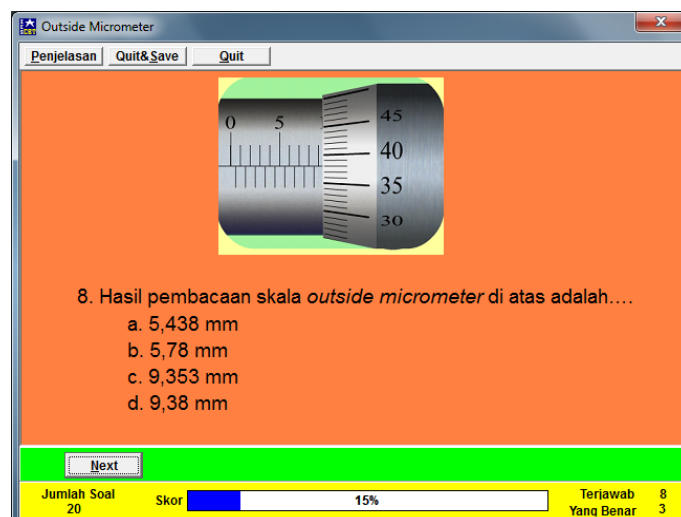 Outside Micrometer
Penjelasan Quit&Save Quit
0 5
45
40
35
30
8. Hasil pembacaan skala outside micrometer di atas adalah....
a. 5,438 mm
b. 5,78 mm
c. 9,353 mm
d. 9,38 mm
Next
Jumlah Soal
20
Skor
15%
Terjawab 8
Yang Benar 3